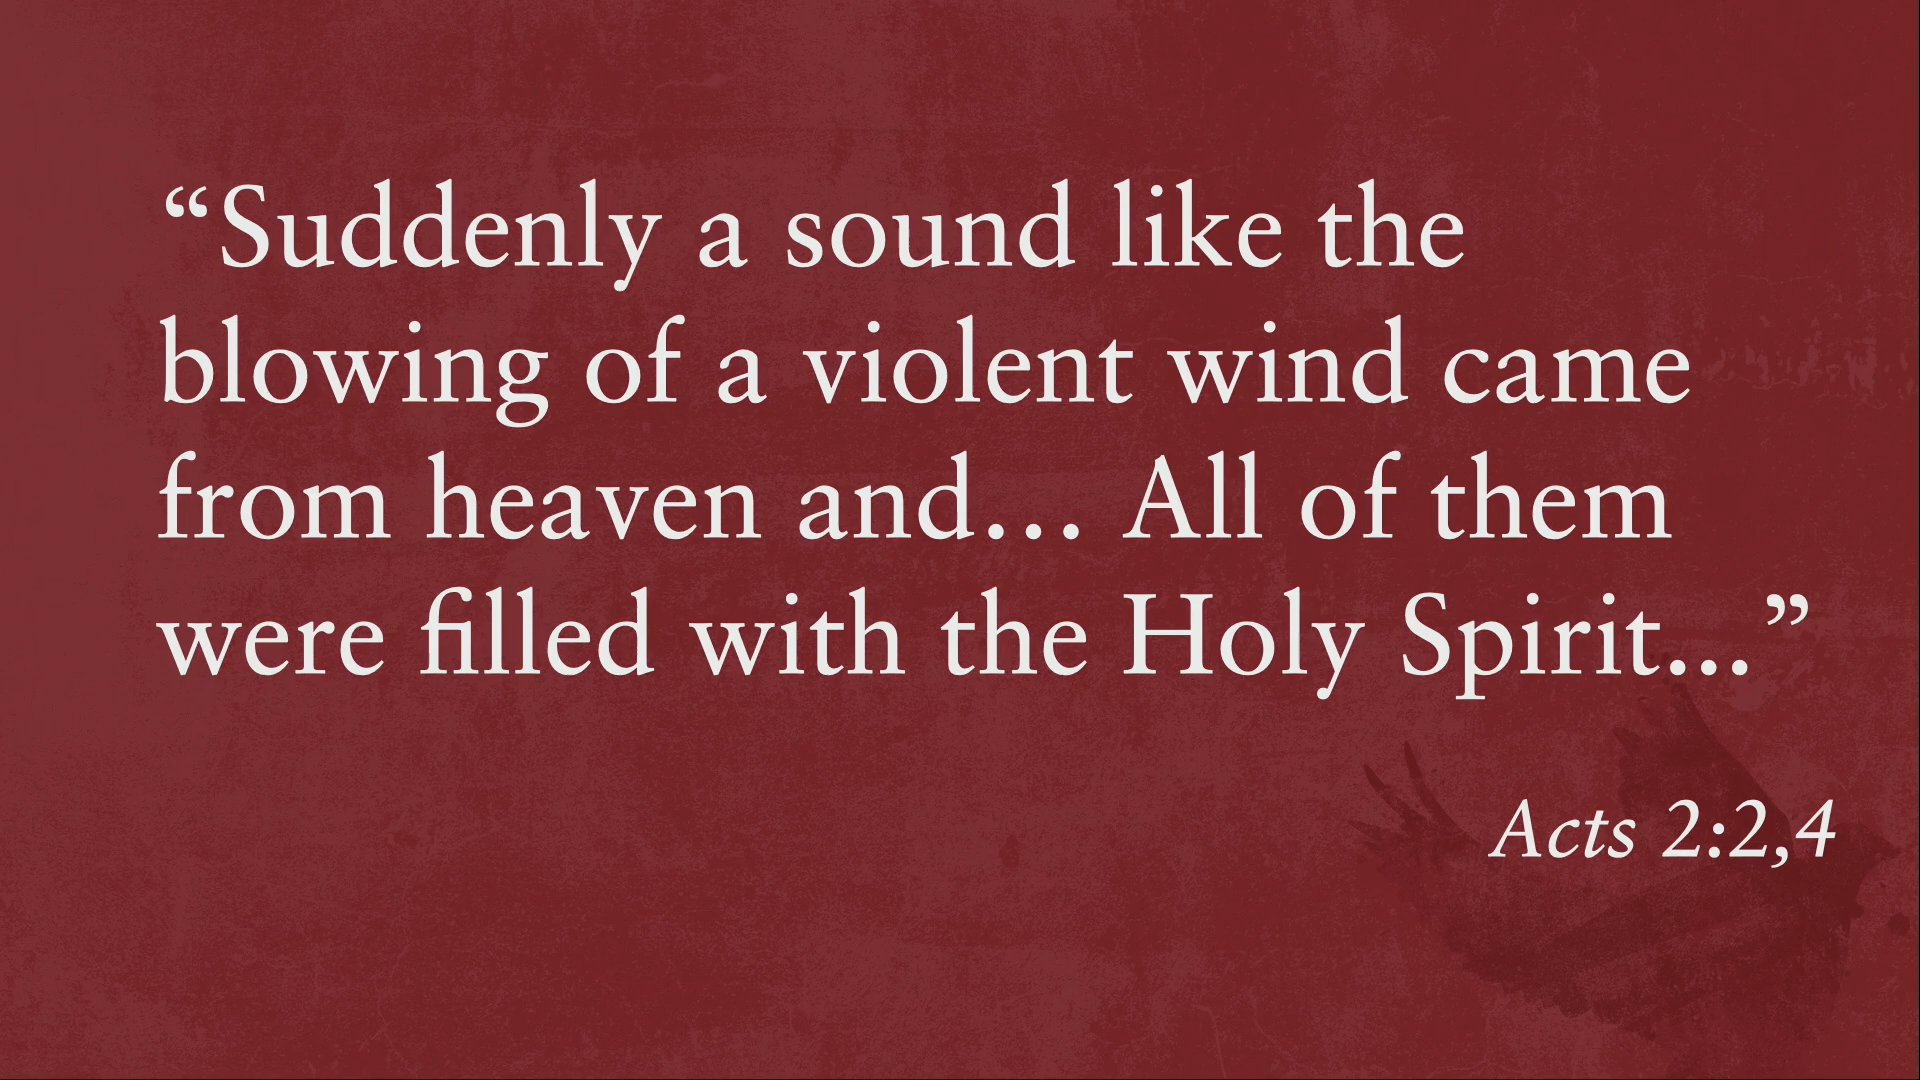 “Suddenly a sound like the
blowing of a violent wind came
from heaven and… All of them
were filled with the Holy Spirit...”
Acts 2:2,4